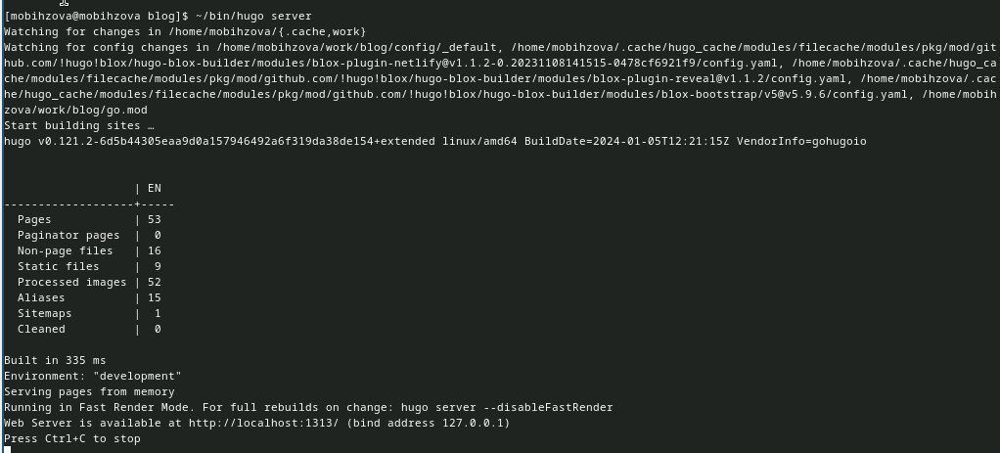 [mobihzova@mobihzova blog]$ ~/bin/hugo server
Watching for changes in /home/mobihzova/{.cache,work}
Watching for config changes in /home/mobihzova/work/blog/config/_default, /home/mobihzova/.cache/hugo_cache/modules/filecache/modules/pkg/mod/git
hub.com/!hugo!blox/hugo-blox-builder/modules/blox-plugin-netlify@v1.1.2-0.20231108141515-0478cf6921f9/config.yaml, /home/mobihzova/.cache/hugo_ca
che/modules/filecache/modules/pkg/mod/github.com/!hugo!blox/hugo-blox-builder/modules/blox-plugin-reveal@v1.1.2/config.yaml, /home/mobihzova/.cac
he/hugo_cache/modules/filecache/modules/pkg/mod/github.com/!hugo!blox/hugo-blox-builder/modules/blox-bootstrap/v5@v5.9.6/config.yaml, /home/mobih
zova/work/blog/go.mod
Start building sites …
hugo v0.121.2-6d5b44305eaa9d0a157946492a6f319da38de154+extended linux/amd64 BuildDate=2024-01-05T12:21:15Z VendorInfo=gohugoio
                   | EN
-------------------+-----
  Pages            | 53
  Paginator pages  |  0
  Non-page files   | 16
  Static files     |  9
  Processed images | 52
  Aliases          | 15
  Sitemaps         |  1
  Cleaned          |  0
Built in 335 ms
Environment: "development"
Serving pages from memory
Running in Fast Render Mode. For full rebuilds on change: hugo server --disableFastRender
Web Server is available at http://localhost:1313/ (bind address 127.0.0.1)
Press Ctrl+C to stop